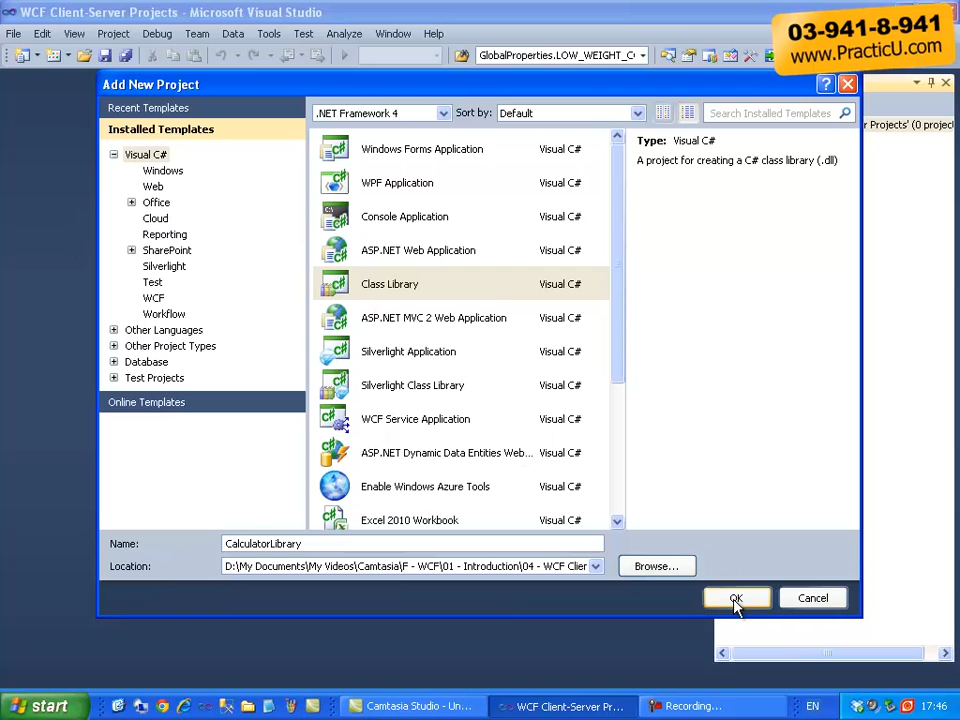 WCF Client-Server Projects - Microsoft Visual Studio
03-941-8-941
www.PracticU.com
File Edit View Project Debug Team Data Tools Test Analyze Window Help
GlobalProperties.LOW_WEIGHT_C
Add New Project
Recent Templates
Installed Templates
Visual C#
Windows
Web
Office
Cloud
Reporting
SharePoint
Silverlight
Test
WCF
Workflow
Other Languages
Other Project Types
Database
Test Projects
Online Templates
.NET Framework 4 Sort by: Default Search Installed Templates
Windows Forms Application Visual C#
WPF Application Visual C#
Console Application Visual C#
ASP.NET Web Application Visual C#
Class Library Visual C#
ASP.NET MVC 2 Web Application Visual C#
Silverlight Application Visual C#
Silverlight Class Library Visual C#
WCF Service Application Visual C#
ASP.NET Dynamic Data Entities Web... Visual C#
Enable Windows Azure Tools Visual C#
Excel 2010 Workbook Visual C#
Type: Visual C#
A project for creating a C# class library (.dll)
r Projects' (0 project
Name: CalculatorLibrary
Location: D:\My Documents\My Videos\Camtasia\F - WCF\01 - Introduction\04 - WCF Clier Browse...
OK Cancel
start Camtasia Studio - Un... WCF Client-Server Pr... Recording... EN 17:46